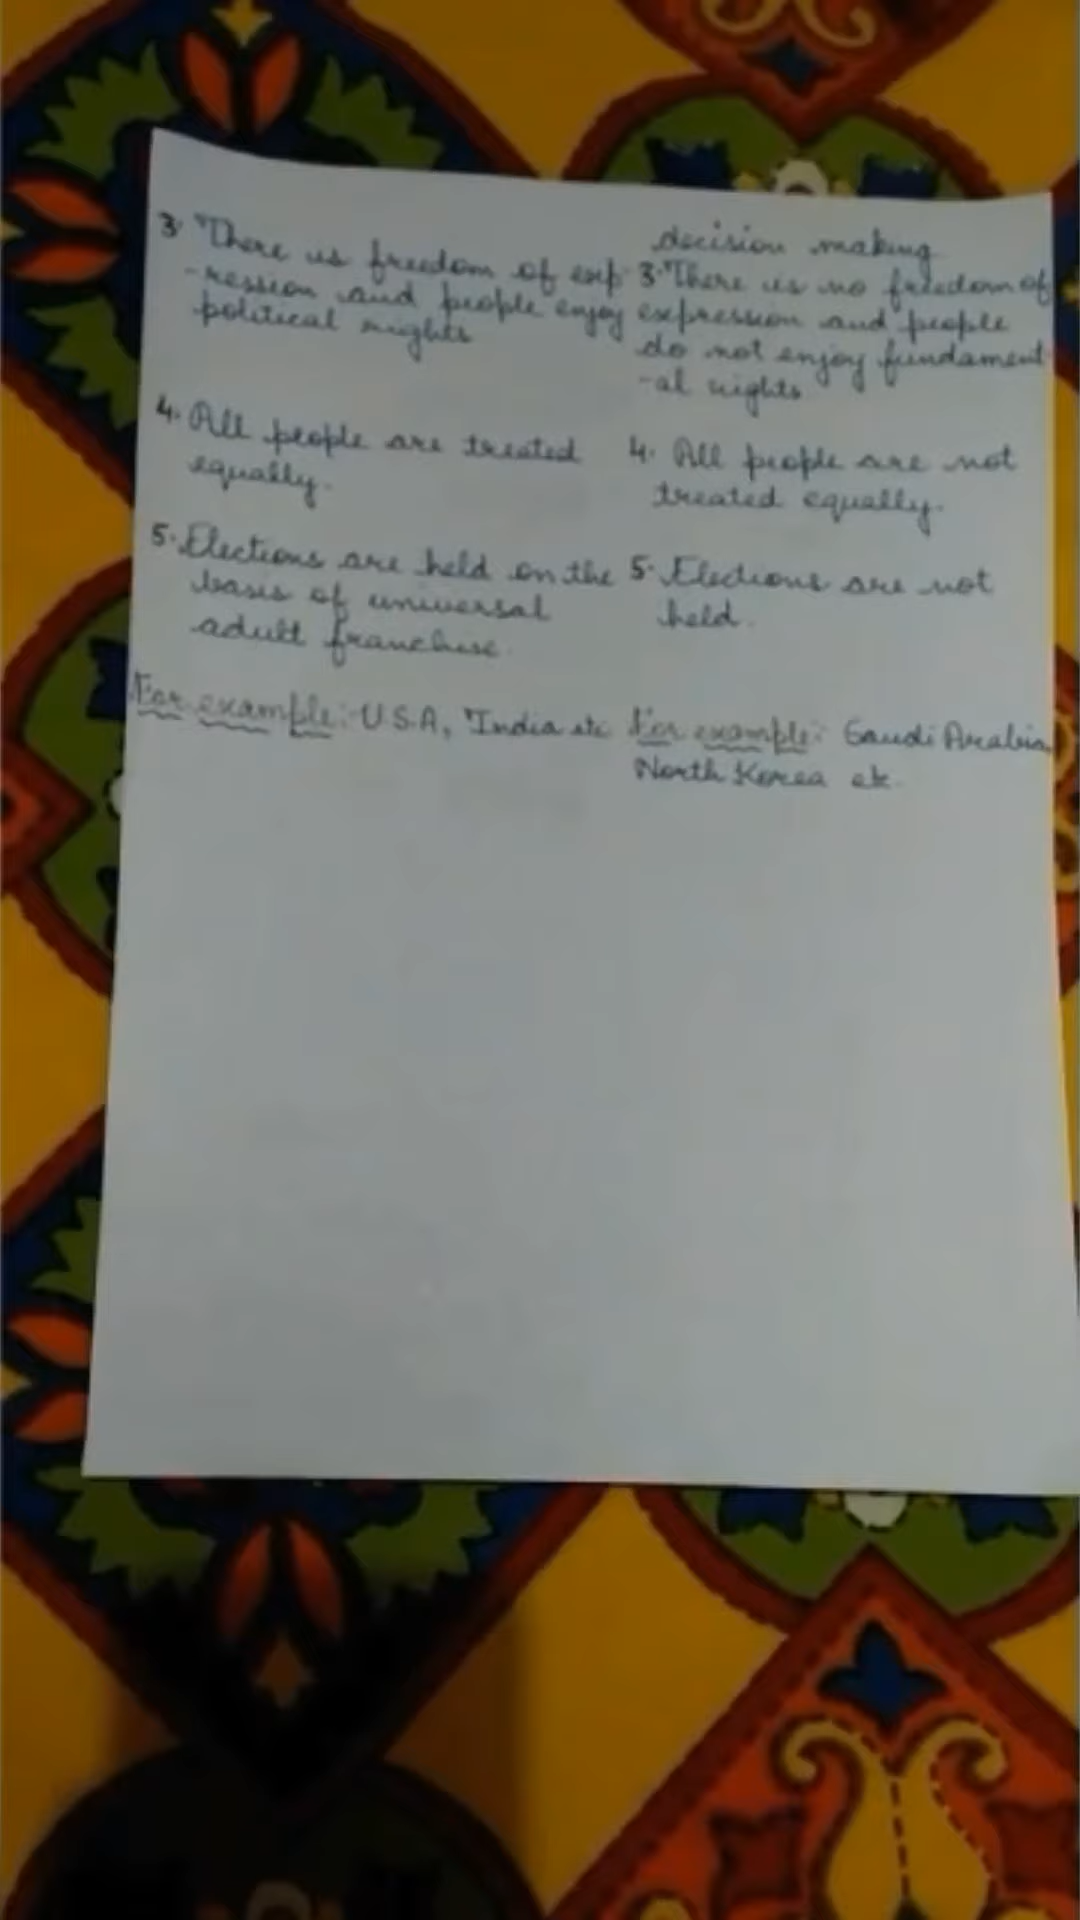 3. There is freedom of exp
-ression and people enjoy
political rights
4. All people are treated
equally.
5. Elections are held on the
basis of universal
adult franchise.
For example:- U.S.A, India etc
decision making
3. There is no freedom of
expression and people
do not enjoy fundament
-al rights.
4. All people are not
treated equally.
5. Elections are not
held.
For example:- Saudi Arabia
North Korea etc.